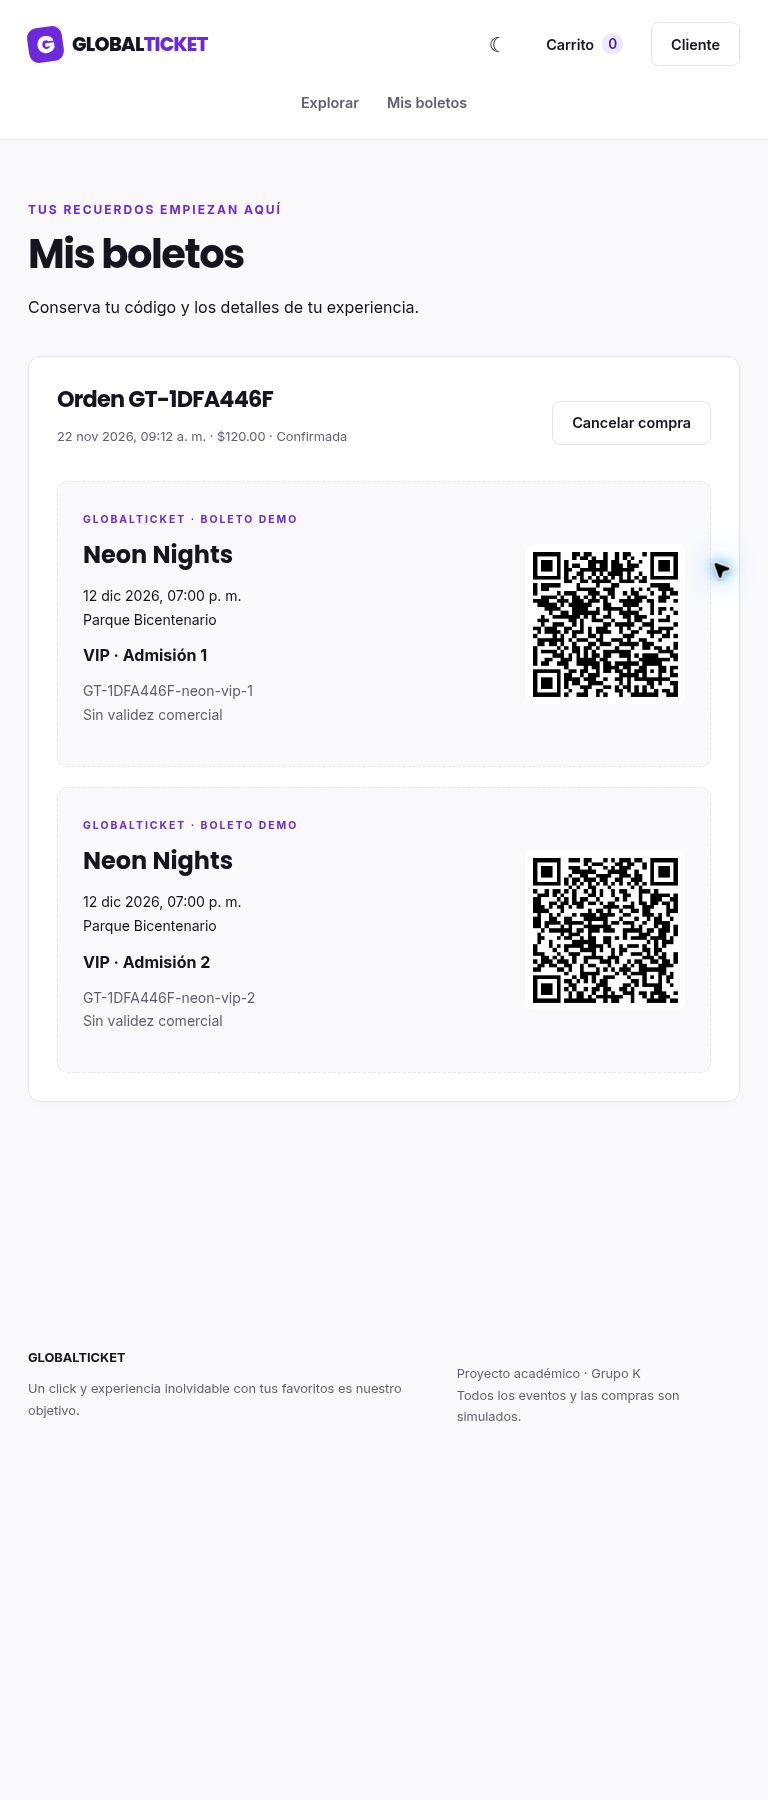 G GLOBALTICKET
Carrito 0
Cliente
Explorar Mis boletos
TUS RECUERDOS EMPIEZAN AQUÍ
Mis boletos
Conserva tu código y los detalles de tu experiencia.
Orden GT-1DFA446F
22 nov 2026, 09:12 a. m. · $120.00 · Confirmada
Cancelar compra
GLOBALTICKET · BOLETO DEMO
Neon Nights
12 dic 2026, 07:00 p. m.
Parque Bicentenario
VIP · Admisión 1
GT-1DFA446F-neon-vip-1
Sin validez comercial
GLOBALTICKET · BOLETO DEMO
Neon Nights
12 dic 2026, 07:00 p. m.
Parque Bicentenario
VIP · Admisión 2
GT-1DFA446F-neon-vip-2
Sin validez comercial
GLOBALTICKET
Un click y experiencia inolvidable con tus favoritos es nuestro
objetivo.
Proyecto académico · Grupo K
Todos los eventos y las compras son
simulados.